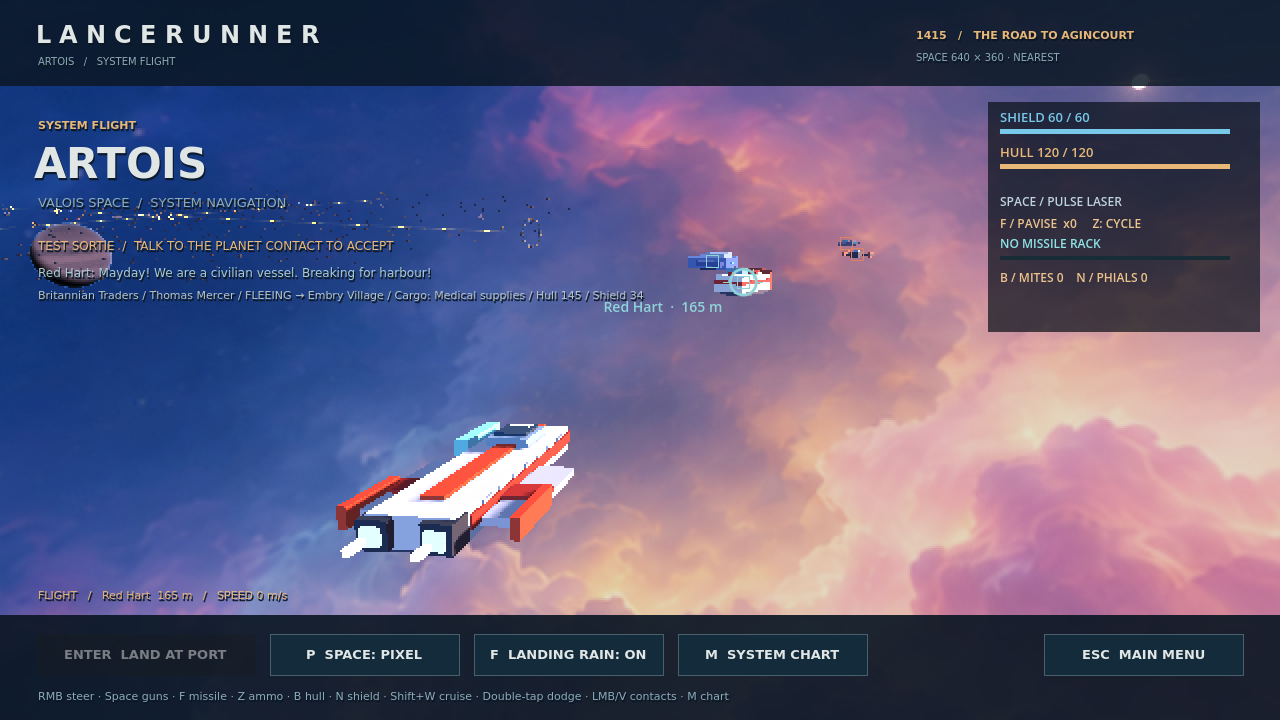 LANCERUNNER
ARTOIS / SYSTEM FLIGHT
1415 / THE ROAD TO AGINCOURT
SPACE 640 × 360 · NEAREST
SYSTEM FLIGHT
ARTOIS
VALOIS SPACE / SYSTEM NAVIGATION
TEST SORTIE / TALK TO THE PLANET CONTACT TO ACCEPT
Red Hart: Mayday! We are a civilian vessel. Breaking for harbour!
Britannian Traders / Thomas Mercer / FLEEING → Embry Village / Cargo: Medical supplies / Hull 145 / Shield 34
Red Hart · 165 m
SHIELD 60 / 60
HULL 120 / 120
SPACE / PULSE LASER
F / PAVISE x0 Z: CYCLE
NO MISSILE RACK
B / MITES 0 N / PHIALS 0
FLIGHT / Red Hart 165 m / SPEED 0 m/s
ENTER LAND AT PORT
P SPACE: PIXEL
F LANDING RAIN: ON
M SYSTEM CHART
ESC MAIN MENU
RMB steer · Space guns · F missile · Z ammo · B hull · N shield · Shift+W cruise · Double-tap dodge · LMB/V contacts · M chart